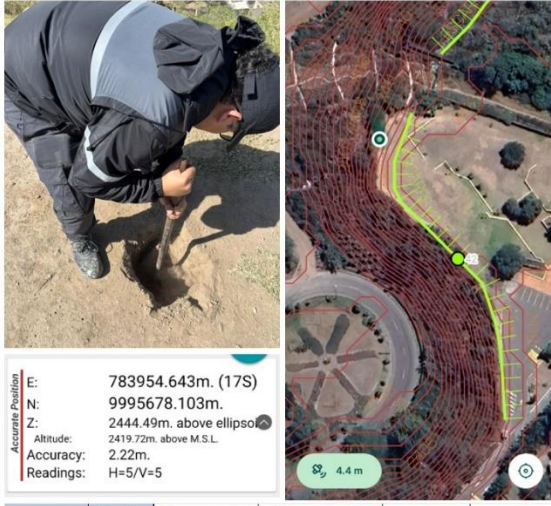 Accurate Position
E: 783954.643m. (17S)
N: 9995678.103m.
Z: 2444.49m. above ellipso
Altitude: 2419.72m. above M.S.L.
Accuracy: 2.22m.
Readings: H=5/V=5
42
4.4 m